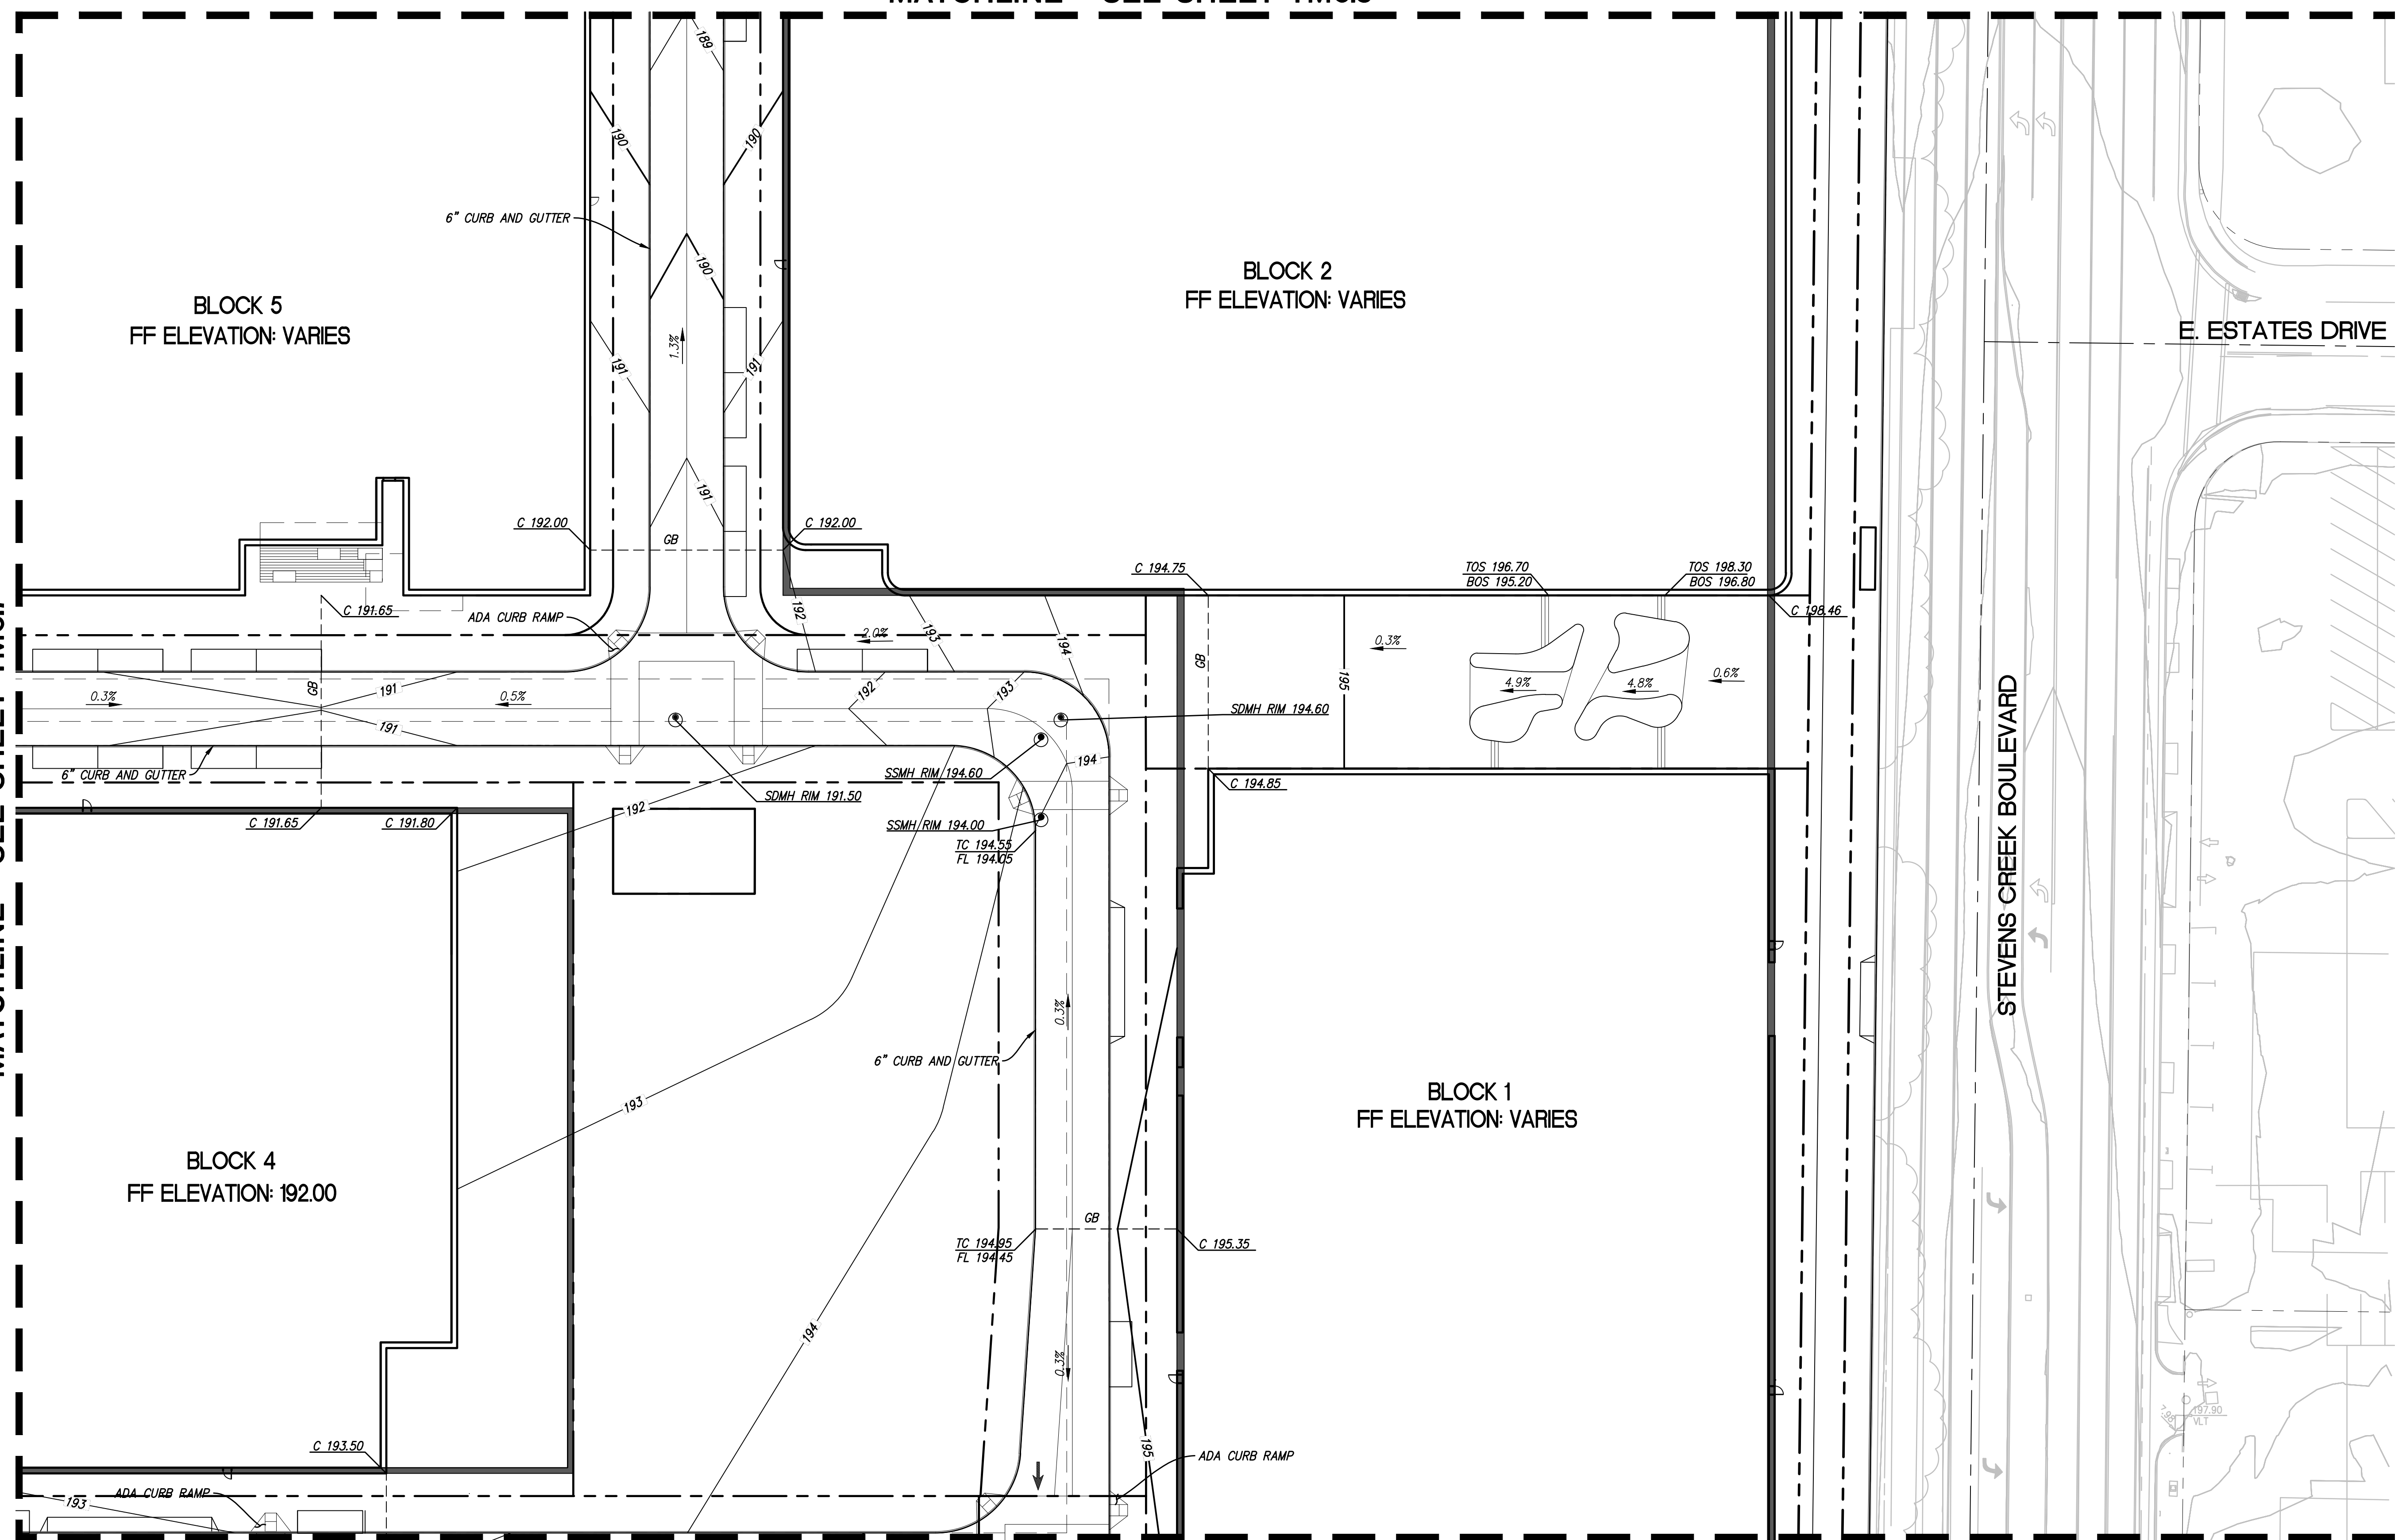 189
190
190
6" CURB AND GUTTER
190
BLOCK 2
FF ELEVATION: VARIES
BLOCK 5
FF ELEVATION: VARIES
E. ESTATES DRIVE
1.3%
191
191
191
C 192.00
GB
C 192.00
C 194.75
TOS 196.70
BOS 195.20
TOS 198.30
BOS 196.80
C 191.65
ADA CURB RAMP
192
2.0%
193
194
C 198.46
0.3%
GB
195
0.6%
4.9%
4.8%
GB
191
0.3%
0.5%
192
193
SDMH RIM 194.60
191
194
6" CURB AND GUTTER
SSMH RIM 194.60
C 194.85
SDMH RIM 191.50
C 191.65
C 191.80
192
SSMH RIM 194.00
TC 194.55
FL 194.05
STEVENS CREEK BOULEVARD
0.3%
6" CURB AND GUTTER
193
BLOCK 1
FF ELEVATION: VARIES
BLOCK 4
FF ELEVATION: 192.00
GB
TC 194.95
FL 194.45
C 195.35
194
0.3%
197.90
VLT
C 193.50
195
ADA CURB RAMP
ADA CURB RAMP
193